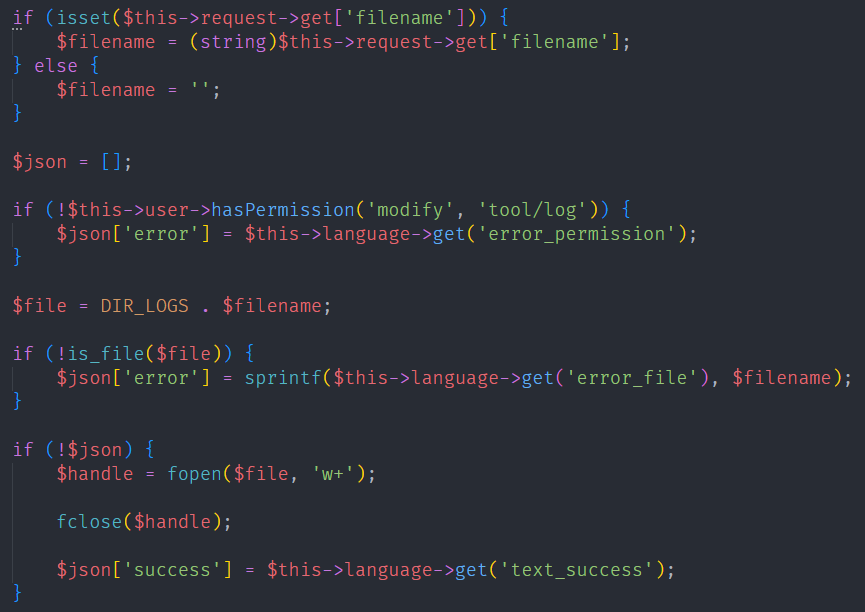 if (isset($this->request->get['filename'])) {
    $filename = (string)$this->request->get['filename'];
} else {
    $filename = '';
}

$json = [];

if (!$this->user->hasPermission('modify', 'tool/log')) {
    $json['error'] = $this->language->get('error_permission');
}

$file = DIR_LOGS . $filename;

if (!is_file($file)) {
    $json['error'] = sprintf($this->language->get('error_file'), $filename);
}

if (!$json) {
    $handle = fopen($file, 'w+');

    fclose($handle);

    $json['success'] = $this->language->get('text_success');
}